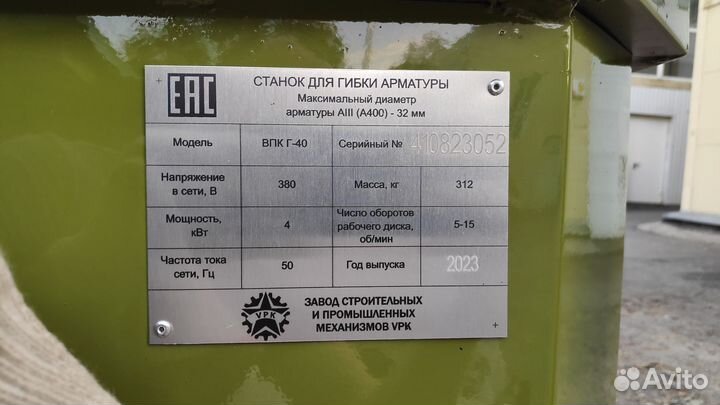 EAC
СТАНОК ДЛЯ ГИБКИ АРМАТУРЫ
Максимальный диаметр
арматуры АIII (А400) - 32 мм
Модель ВПК Г-40 Серийный № 410823052
Напряжение
в сети, В 380 Масса, кг 312
Мощность,
кВт 4 Число оборотов
рабочего диска,
об/мин 5-15
Частота тока
сети, Гц 50 Год выпуска 2023
VPK
ЗАВОД СТРОИТЕЛЬНЫХ
И ПРОМЫШЛЕННЫХ
МЕХАНИЗМОВ VPK
Avito